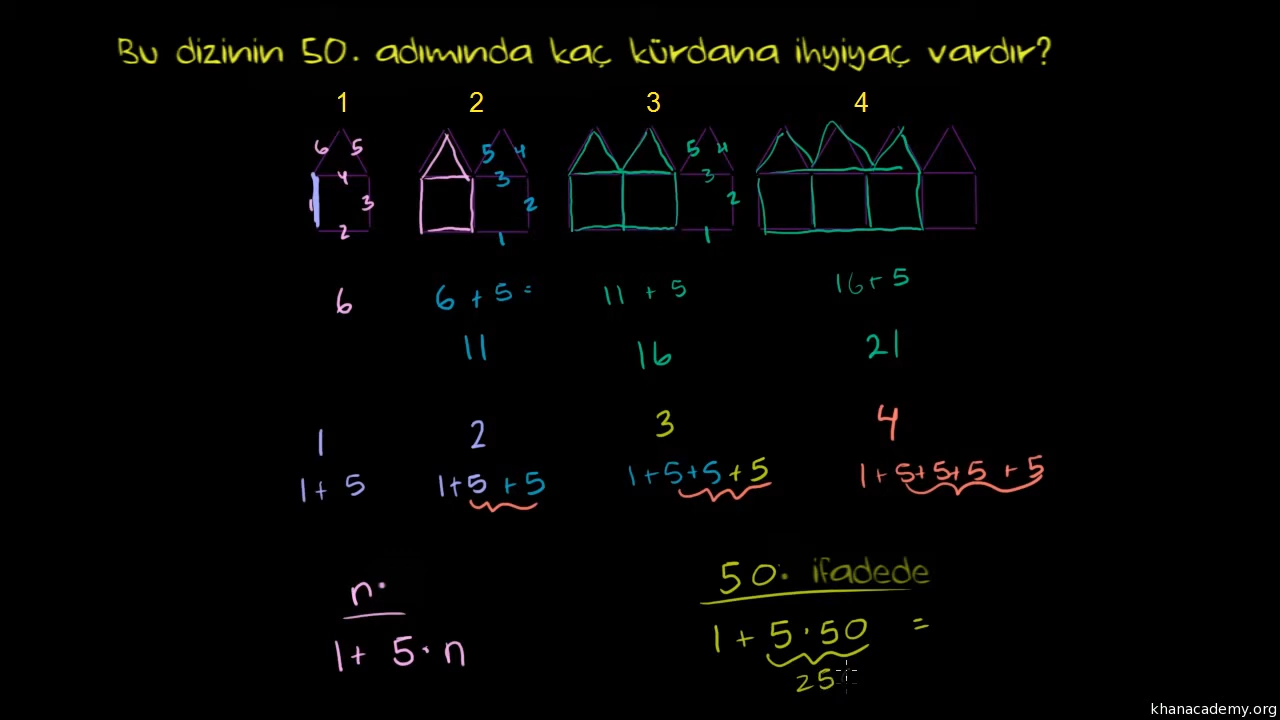 Bu dizinin 50. adımında kaç kürdana ihyiyaç vardır?
1 2 3 4
6 5 5 4 5 4
4 3 3
1 3 2 2
2 1 1
6 6 + 5 = 11 + 5 16 + 5
11 16 21
1 2 3 4
1 + 5 1 + 5 + 5 1 + 5 + 5 + 5 1 + 5 + 5 + 5 + 5
n. 50. ifadede
1 + 5 · n 1 + 5 · 50 =
25
khanacademy.org